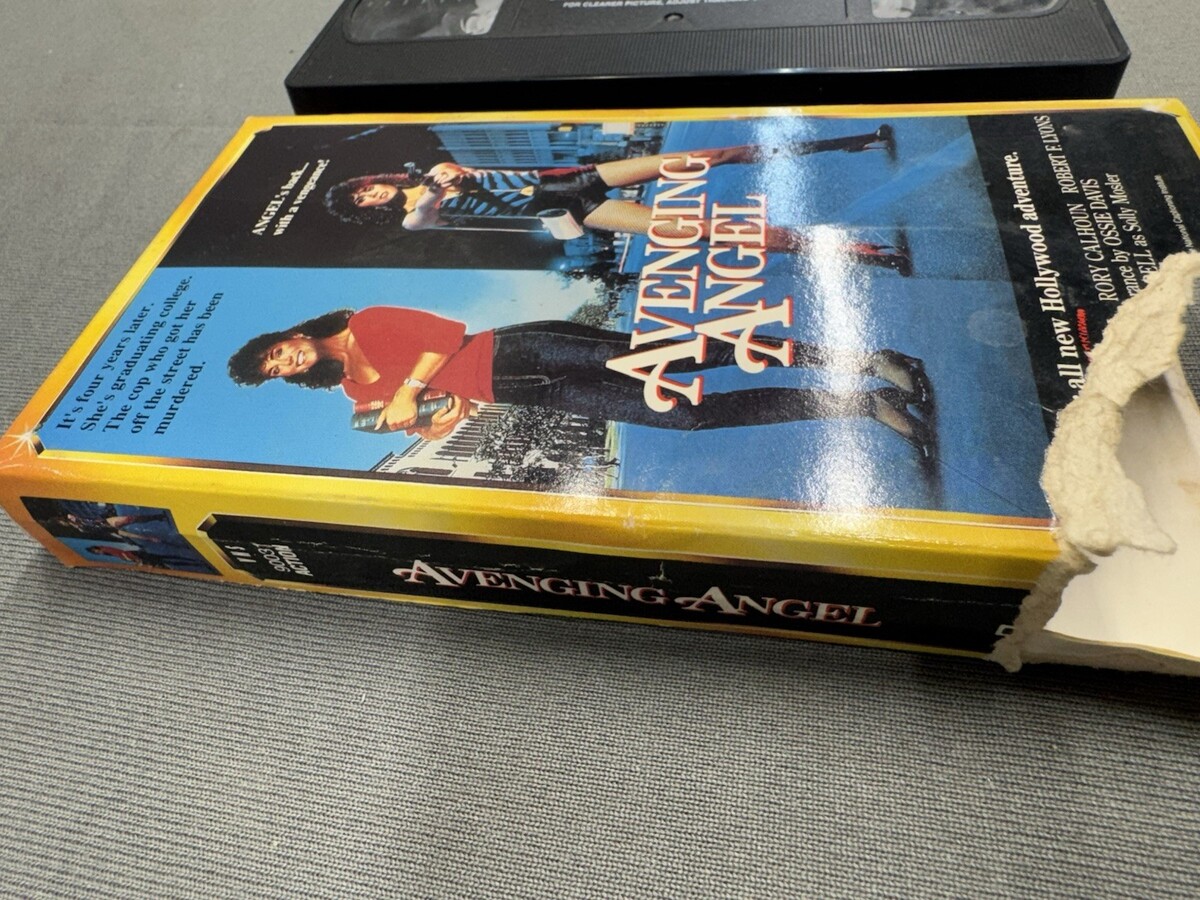 FOR CLEARER PICTURE, ADJUST
ANGEL's back...
with a vengeance!
It's four years later.
She's graduating college.
The cop who got her
off the street has been
murdered.
AVENGING
ANGEL
all new Hollywood adventure.
RORY CALHOUN ROBERT F. LYONS
by OSSIE DAVIS
as Solly Mosler
ACTION
AVENGING ANGEL